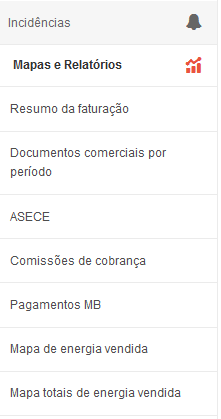 Incidências
Mapas e Relatórios
Resumo da faturação
Documentos comerciais por
período
ASECE
Comissões de cobrança
Pagamentos MB
Mapa de energia vendida
Mapa totais de energia vendida